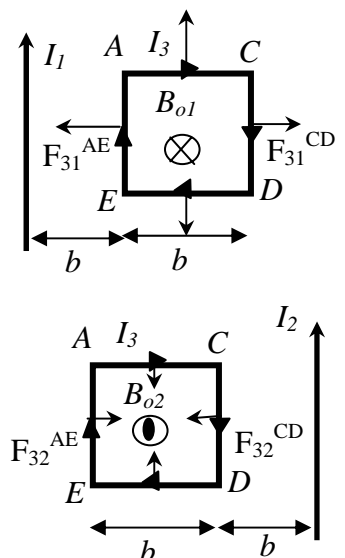 A I₃ C
I₁
Bₒ₁
F₃₁ᴬᴱ F₃₁ᶜᴰ
E D
b b
I₂
A I₃ C
Bₒ₂
F₃₂ᴬᴱ F₃₂ᶜᴰ
E D
b b